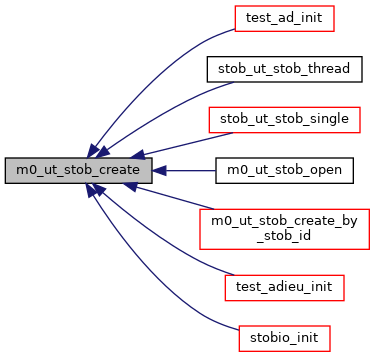 test_ad_init
stob_ut_stob_thread
stob_ut_stob_single
m0_ut_stob_create
m0_ut_stob_open
m0_ut_stob_create_by
_stob_id
test_adieu_init
stobio_init